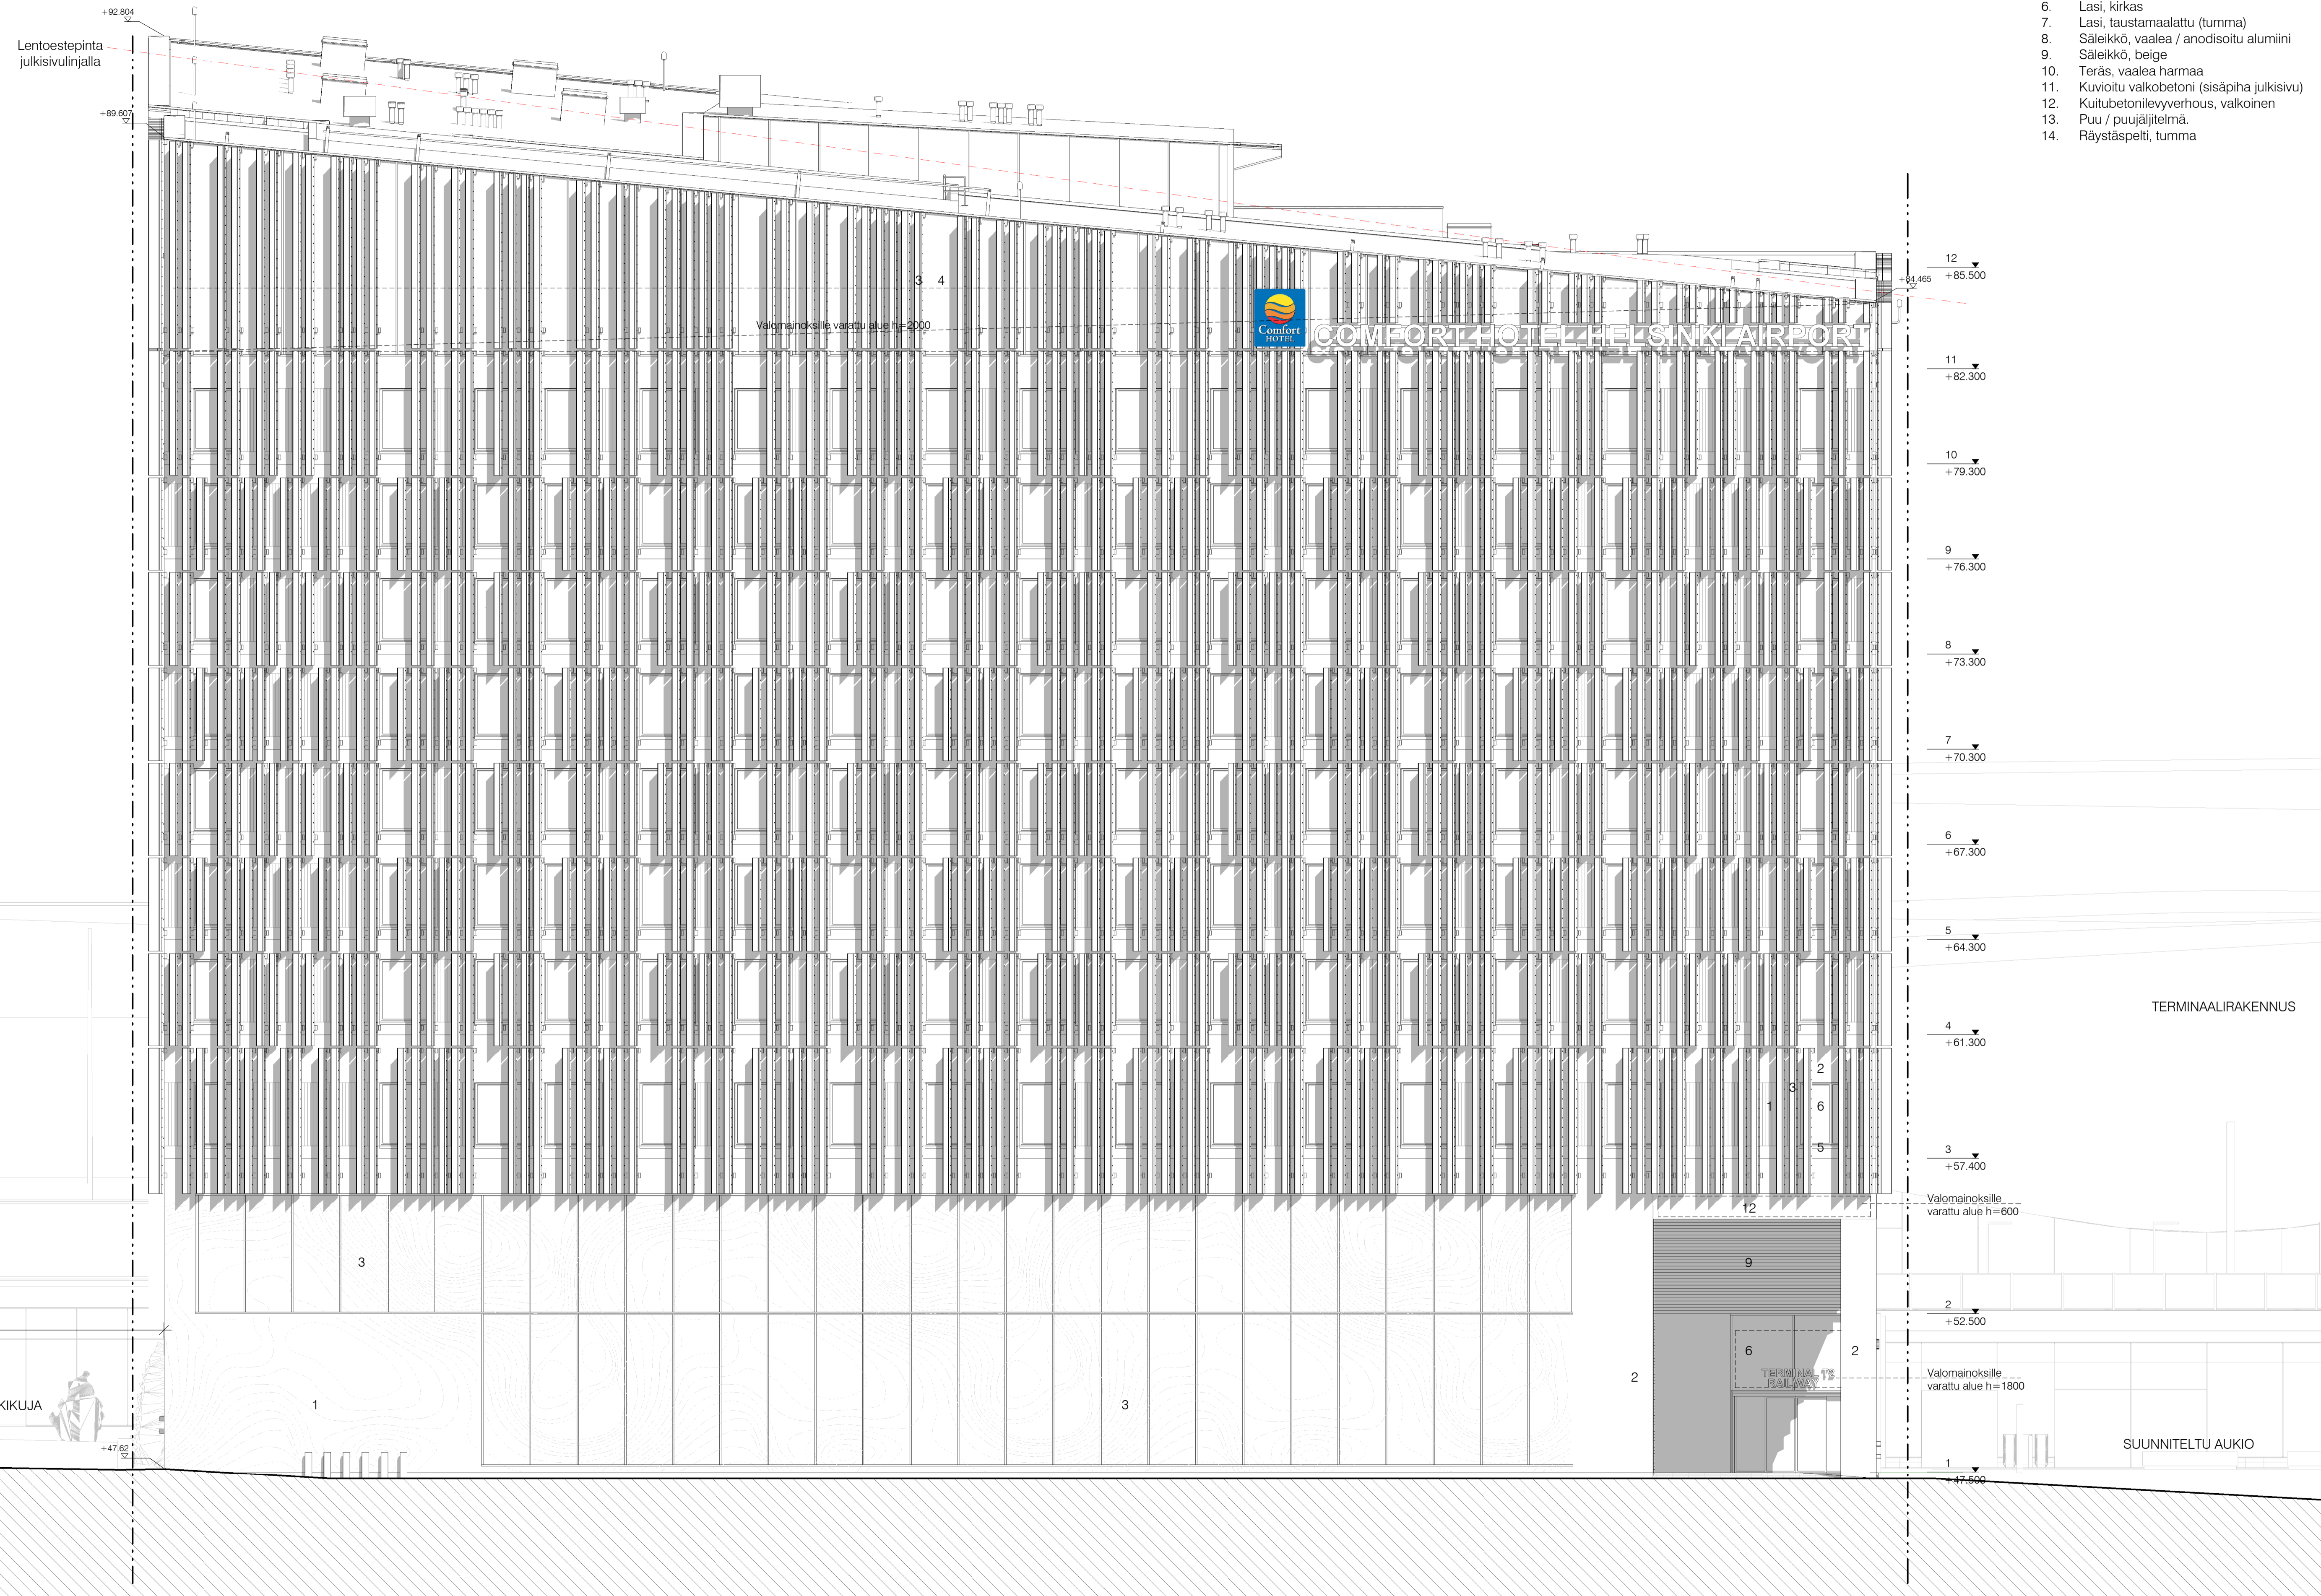 +92.804
Lentoestepinta
julkisivulinjalla
+89.607
6. Lasi, kirkas
7. Lasi, taustamaalattu (tumma)
8. Säleikkö, vaalea / anodisoitu alumiini
9. Säleikkö, beige
10. Teräs, vaalea harmaa
11. Kuvioitu valkobetoni (sisäpiha julkisivu)
12. Kuitubetonilevyverhous, valkoinen
13. Puu / puujäljitelmä.
14. Räystäspelti, tumma
12
+85.500
+84.465
3 4
Valomainoksille varattu alue h=2000
Comfort
HOTEL
COMFORT HOTEL HELSINKI AIRPORT
11
+82.300
10
+79.300
9
+76.300
8
+73.300
7
+70.300
6
+67.300
5
+64.300
TERMINAALIRAKENNUS
4
+61.300
2
3
1
6
5
3
+57.400
Valomainoksille
varattu alue h=600
12
3
9
2
+52.500
6
2
TERMINAL
RAILWAY
2
Valomainoksille
varattu alue h=1800
KIKUJA
1
3
+47.62
SUUNNITELTU AUKIO
1
+47.500